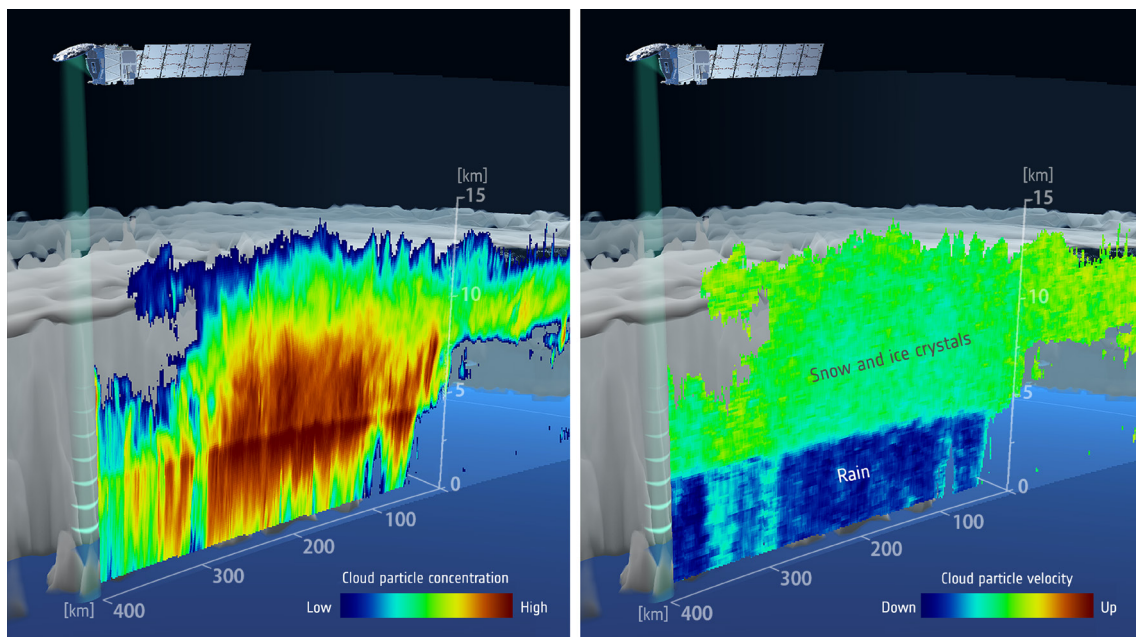 [km]
15
10
5
0
100
200
300
[km] 400
Cloud particle concentration
Low High
[km]
15
10
Snow and ice crystals
5
Rain
0
100
200
300
[km] 400
Cloud particle velocity
Down Up